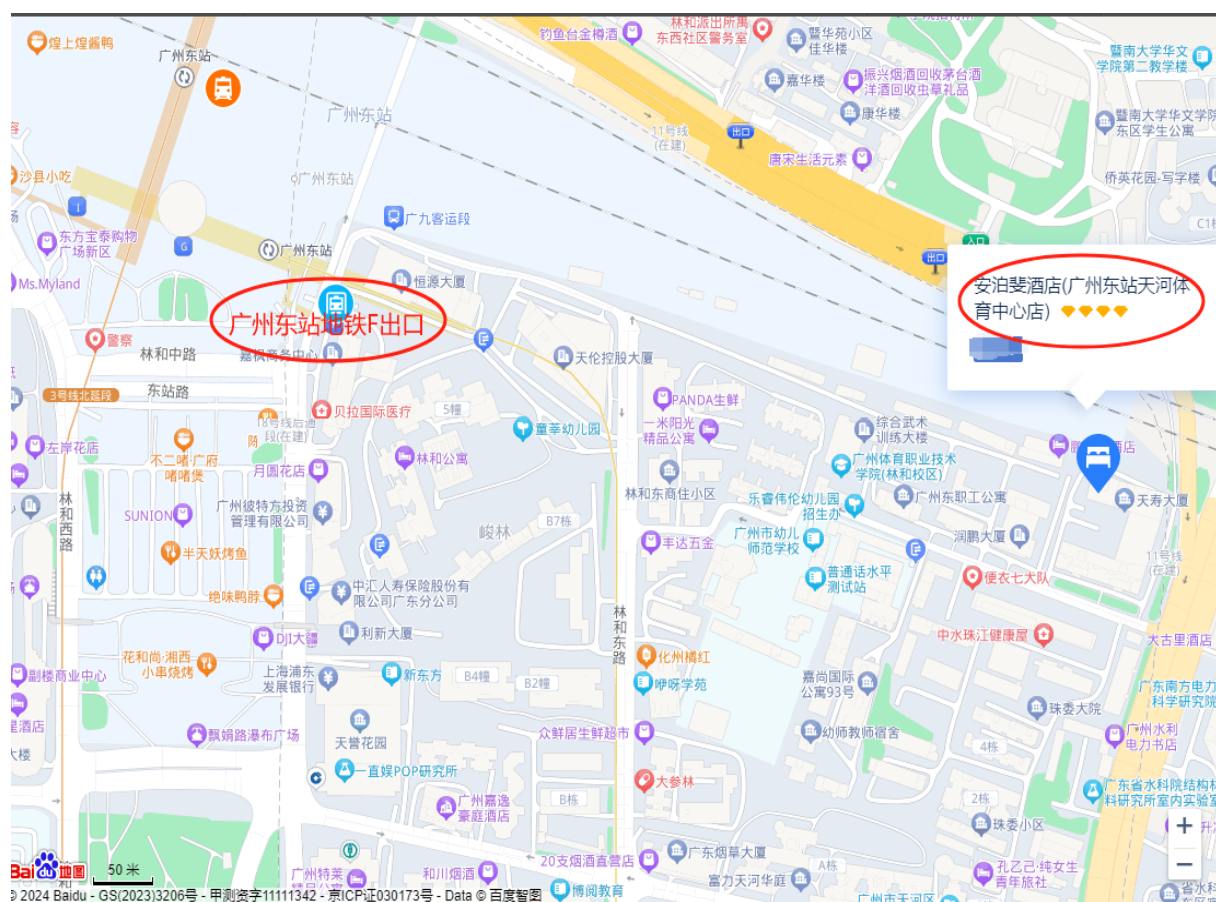 煌上煌酱鸭
广州东站
钓鱼台金樽酒
林和派出所禺
东西社区警务室
暨华苑小区
佳华楼
暨南大学华文
学院第二教学楼
嘉华楼
振兴烟酒回收茅台酒
洋酒回收虫草礼品
康华楼
广州东站
11号线
(在建)
出口
暨南大学华文学院
东区学生公寓
唐宋生活元素
沙县小吃
广州东站
侨英花园-写字楼
I
广九客运段
C1栋
东方宝泰购物
广场新区
G
广州东站
入口
出口
Ms.Myland
恒源大厦
安泊斐酒店(广州东站天河体
育中心店)
广州东站地铁F出口
警察
林和中路
嘉枫商务中心
天伦控股大厦
3号线北延段
东站路
PANDA生鲜
贝拉国际医疗
5幢
18号线后通
段(在建)
童莘幼儿园
一米阳光
精品公寓
综合武术
训练大楼
左岸花店
不二啫·广府
啫啫煲
月圆花店
林和公寓
广州体育职业技术
学院(林和校区)
林和西路
SUNION
广州彼特方投资
管理有限公司
峻林
B7栋
林和东商住小区
乐睿伟伦幼儿园
招生办
广州东职工公寓
天寿大厦
半天妖烤鱼
丰达五金
广州市幼儿
师范学校
润鹏大厦
11号线
(在建)
绝味鸭脖
中汇人寿保险股份有
限公司广东分公司
普通话水平
测试站
便衣七犬队
DJI大疆
利新大厦
林和东路
中水珠江健康屋
大古里酒店
花和尚·湘西
小串烧烤
化州橘红
副楼商业中心
上海浦东
发展银行
新东方
B4幢
B2幢
咿呀学苑
嘉尚国际
公寓93号
广东南方电力
科学研究院
珠委大院
飘娟路瀑布广场
天誉花园
众鲜居生鲜超市
幼师教师宿舍
4栋
广州水利
电力书店
一直娱POP研究所
大参林
广州嘉逸
豪庭酒店
B栋
2栋
广东省水科院结构材
料研究所室内实验室
珠委小区
50 米
广州特莱
和川烟酒
20支烟酒直营店
广东烟草大厦
A栋
富力天河华庭
孔乙己·纯女生
青年旅社
Bai du 地图
© 2024 Baidu - GS(2023)3206号 - 甲测资字11111342 - 京ICP证030173号 - Data © 百度智图
博阅教育
广州市天河区
省水科